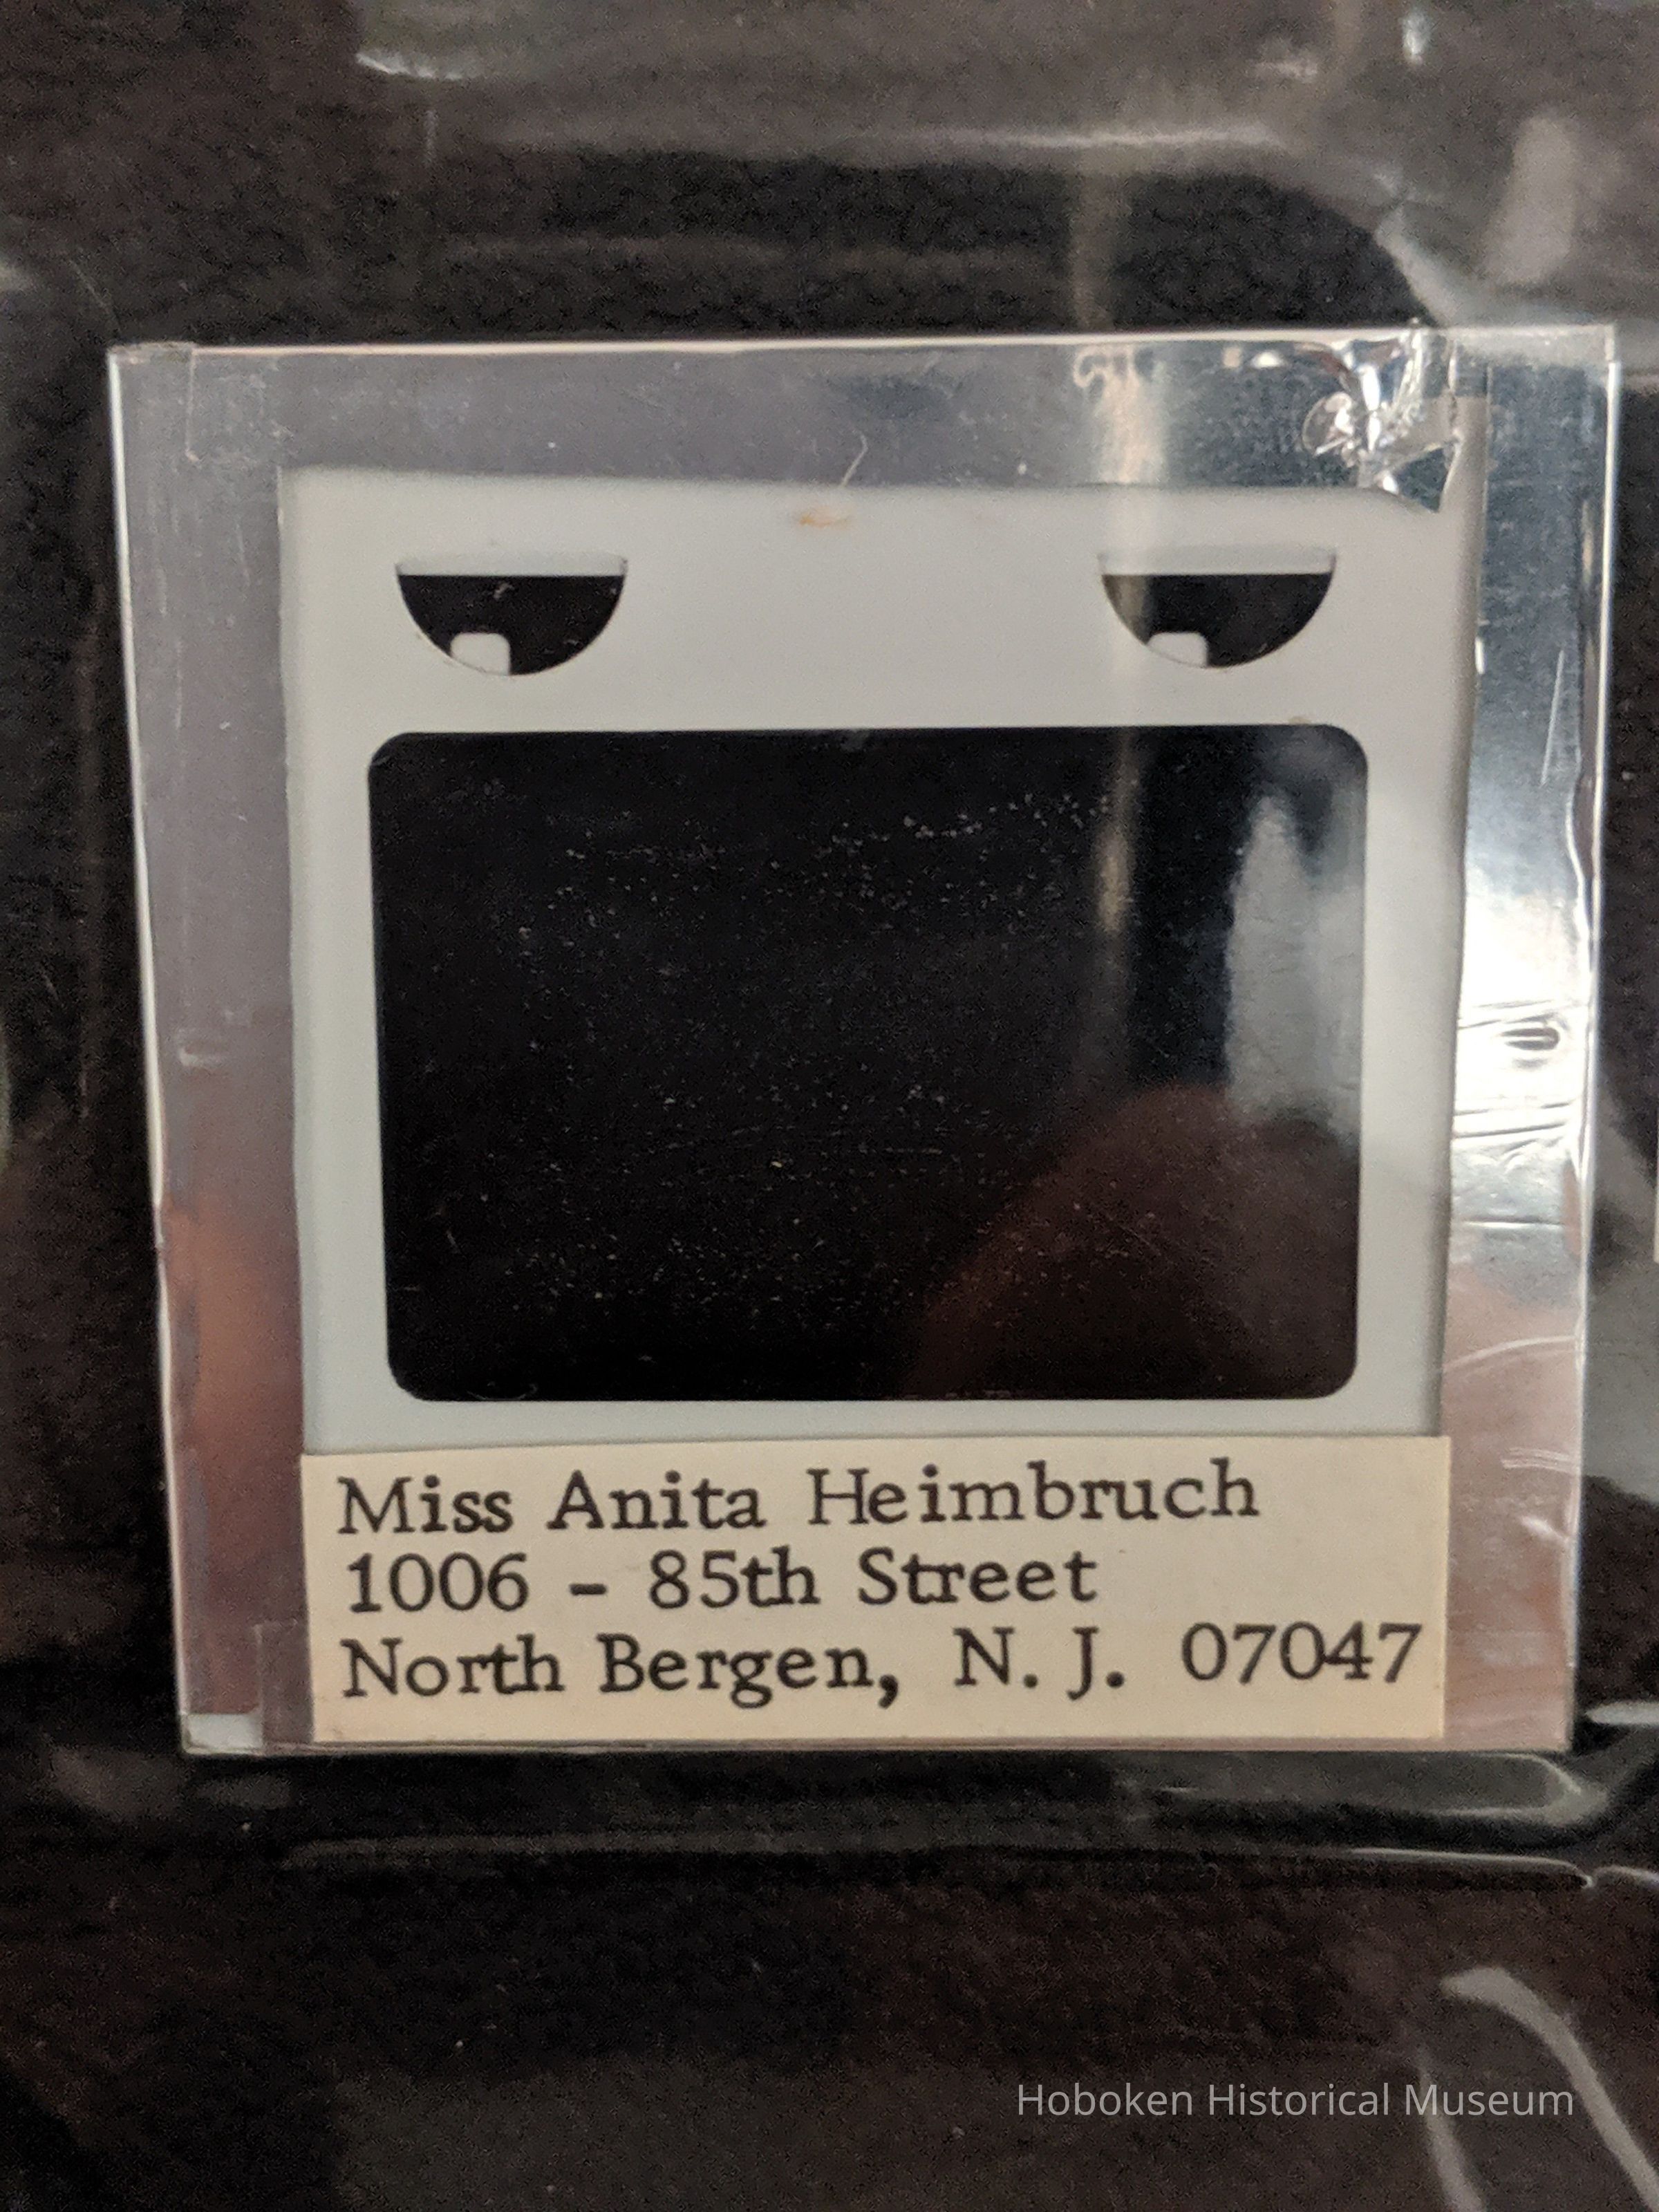 Miss Anita Heimbruch
1006 - 85th Street
North Bergen, N. J. 07047
Hoboken Historical Museum